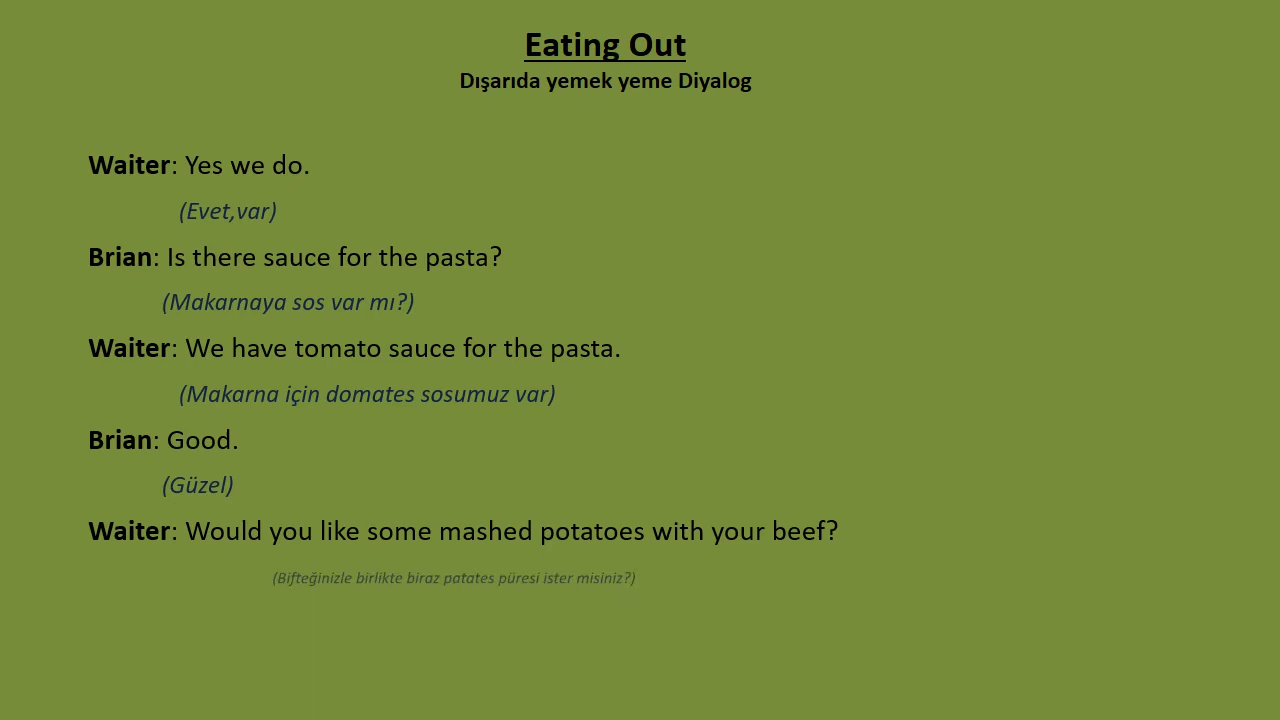 Eating Out
Dışarıda yemek yeme Diyalog
Waiter: Yes we do.
(Evet,var)
Brian: Is there sauce for the pasta?
(Makarnaya sos var mı?)
Waiter: We have tomato sauce for the pasta.
(Makarna için domates sosumuz var)
Brian: Good.
(Güzel)
Waiter: Would you like some mashed potatoes with your beef?
(Bifteğinizle birlikte biraz patates püresi ister misiniz?)